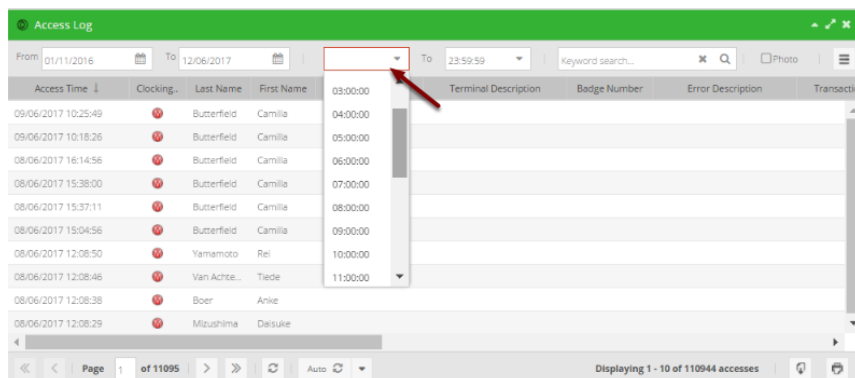 Access Log
From 01/11/2016 To 12/06/2017 To 23:59:59 Keyword search... Photo
Access Time Clocking.. Last Name First Name Terminal Description Badge Number Error Description Transacti
03:00:00
09/06/2017 10:25:49 Butterfield Camilla 04:00:00
09/06/2017 10:18:26 Butterfield Camilla 05:00:00
08/06/2017 16:14:56 Butterfield Camilla 06:00:00
08/06/2017 15:38:00 Butterfield Camilla 07:00:00
08/06/2017 15:37:11 Butterfield Camilla 08:00:00
08/06/2017 15:04:56 Butterfield Camilla 09:00:00
08/06/2017 12:08:50 Yamamoto Rei 10:00:00
08/06/2017 12:08:46 Van Achte... Tiede 11:00:00
08/06/2017 12:08:38 Boer Anke
08/06/2017 12:08:29 Mizushima Daisuke
Page 1 of 11095 Auto Displaying 1 - 10 of 110944 accesses